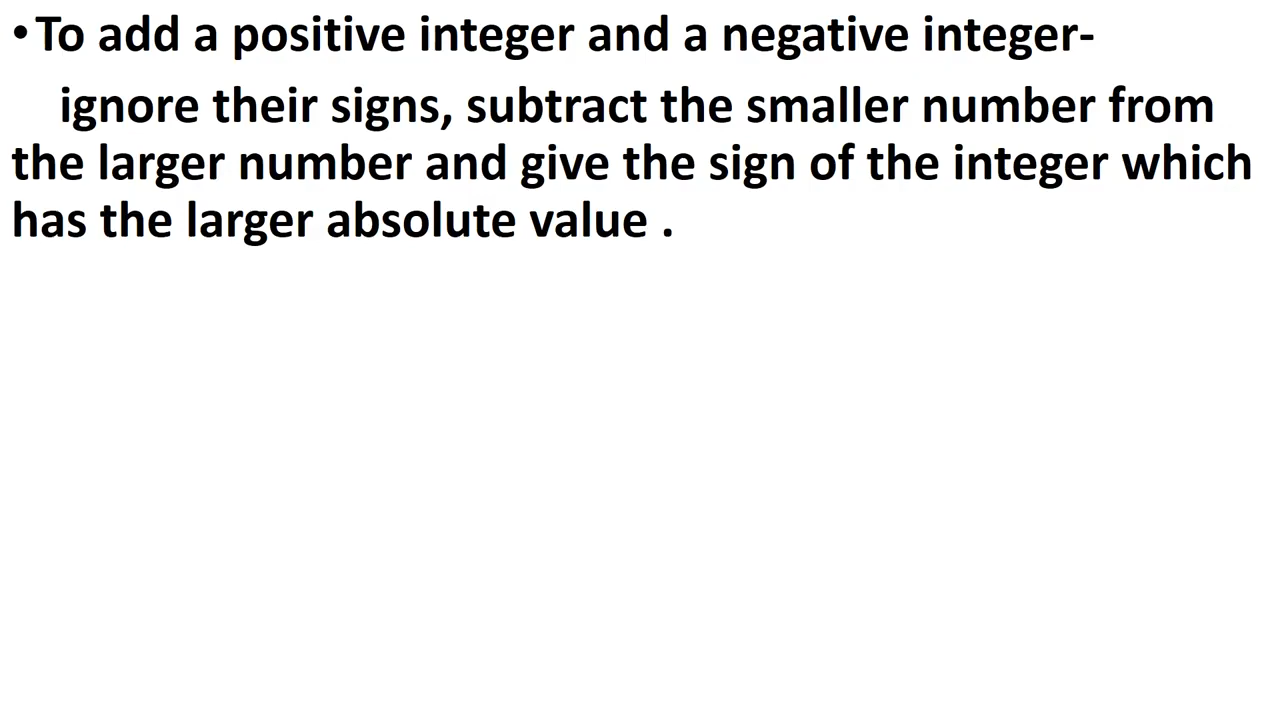 •To add a positive integer and a negative integer-
ignore their signs, subtract the smaller number from
the larger number and give the sign of the integer which
has the larger absolute value .